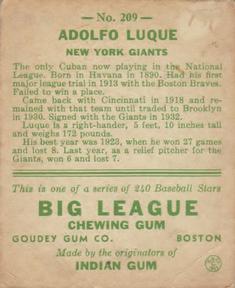 — No. 209 —
ADOLFO LUQUE
NEW YORK GIANTS
The only Cuban now playing in the National
League. Born in Havana in 1890. Had his first
major league trial in 1913 with the Boston Braves.
Failed to win a place.
Came back with Cincinnati in 1918 and re-
mained with that team until traded to Brooklyn
in 1930. Signed with the Giants in 1932.
Luque is a right-hander, 5 feet, 10 inches tall
and weighs 172 pounds.
His best year was 1923, when he won 27 games
and lost 8. Last year, as a relief pitcher for the
Giants, won 6 and lost 7.
This is one of a series of 240 Baseball Stars
BIG LEAGUE
CHEWING GUM
GOUDEY GUM CO. BOSTON
Made by the originators of
INDIAN GUM